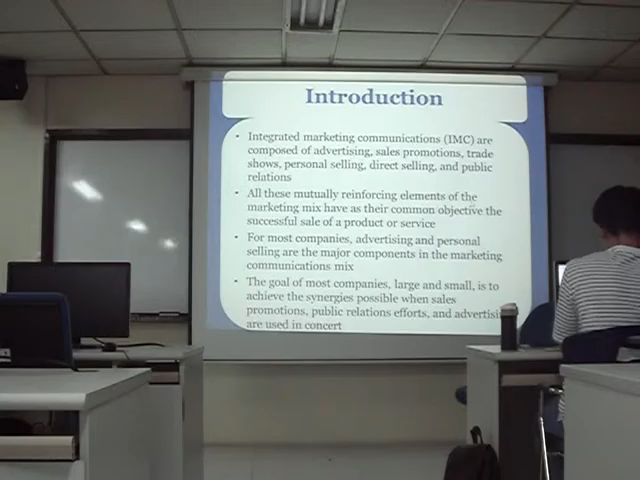 Introduction
• Integrated marketing communications (IMC) are
composed of advertising, sales promotions, trade
shows, personal selling, direct selling, and public
relations
• All these mutually reinforcing elements of the
marketing mix have as their common objective the
successful sale of a product or service
• For most companies, advertising and personal
selling are the major components in the marketing
communications mix
• The goal of most companies, large and small, is to
achieve the synergies possible when sales
promotions, public relations efforts, and advertisi
are used in concert